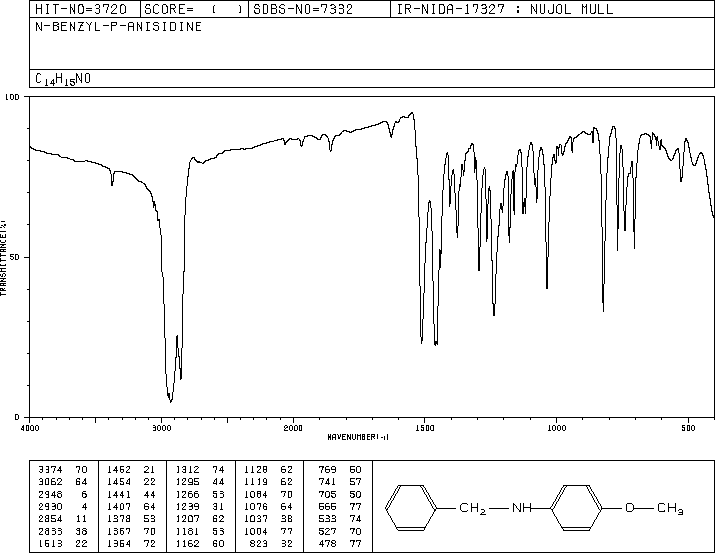 HIT-NO=3720 SCORE= ( ) SDBS-NO=7332 IR-NIDA-17327 : NUJOL MULL
N-BENZYL-P-ANISIDINE
C14H15NO
100
50
0
TRANSMITTANCE(%)
4000 3000 2000 1500 1000 500
WAVENUMBER(-1)
3374 70 1462 21 1312 74 1128 62 769 50
3062 64 1454 22 1295 44 1119 62 741 57
2948 6 1441 44 1266 53 1084 70 705 50
2930 4 1407 64 1239 31 1076 64 666 77
2854 11 1378 53 1207 62 1037 38 533 74
2833 38 1367 70 1181 53 1004 77 527 70
1513 22 1364 72 1162 60 823 32 478 77
CH2 NH O CH3